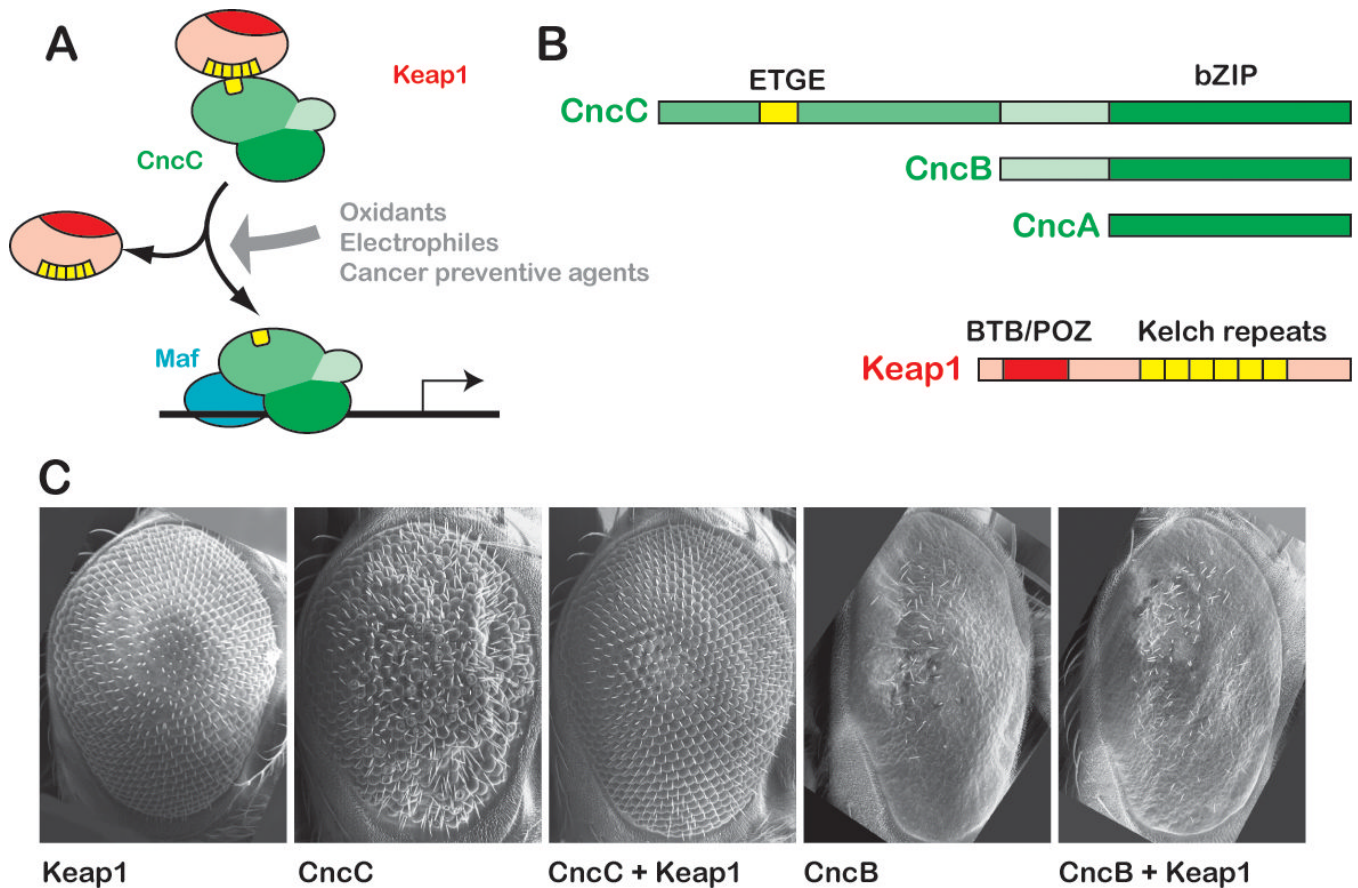 A
Keap1
CncC
Oxidants
Electrophiles
Cancer preventive agents
Maf
B
ETGE
bZIP
CncC
CncB
CncA
BTB/POZ
Kelch repeats
Keap1
C
Keap1
CncC
CncC + Keap1
CncB
CncB + Keap1